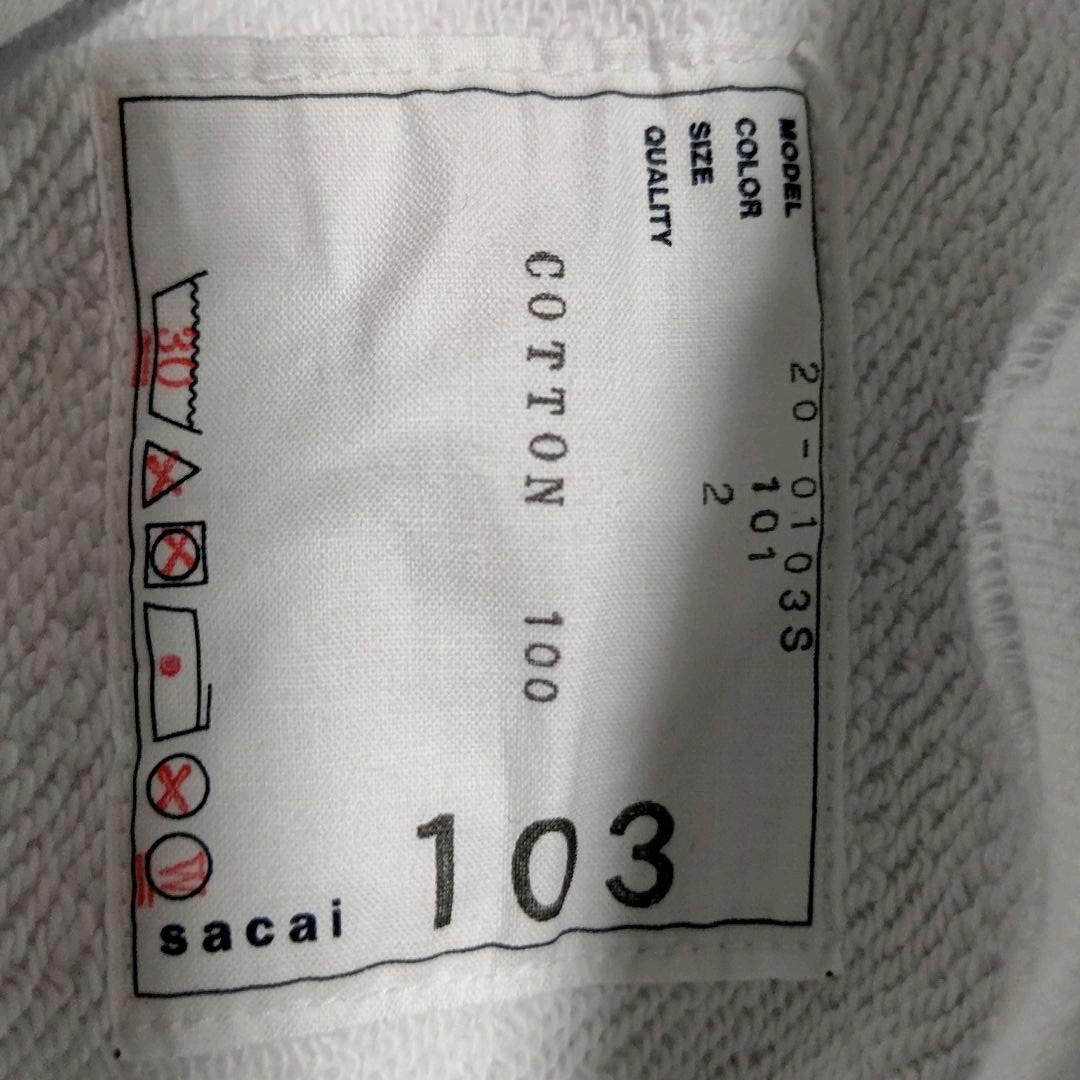 MODEL 20-0103S
COLOR 101
SIZE 2
QUALITY
COTTON 100
103
30
W
sacai